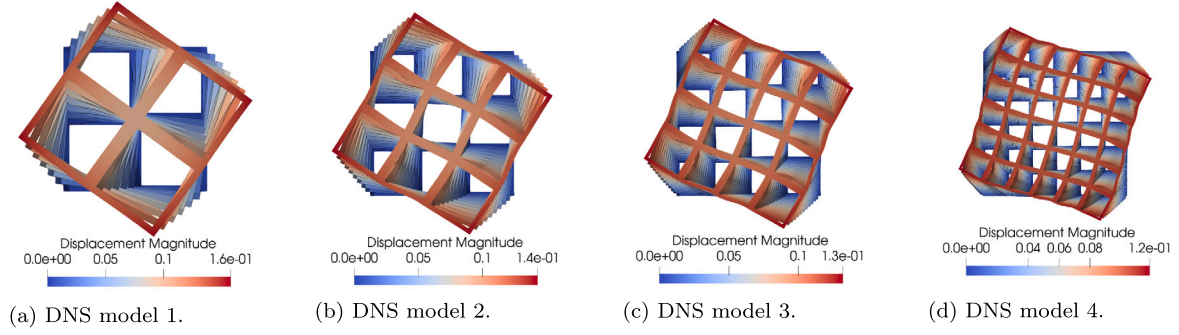 Displacement Magnitude
0.0e+00 0.05 0.1 1.6e-01
(a) DNS model 1.
Displacement Magnitude
0.0e+00 0.05 0.1 1.4e-01
(b) DNS model 2.
Displacement Magnitude
0.0e+00 0.05 0.1 1.3e-01
(c) DNS model 3.
Displacement Magnitude
0.0e+00 0.04 0.06 0.08 1.2e-01
(d) DNS model 4.